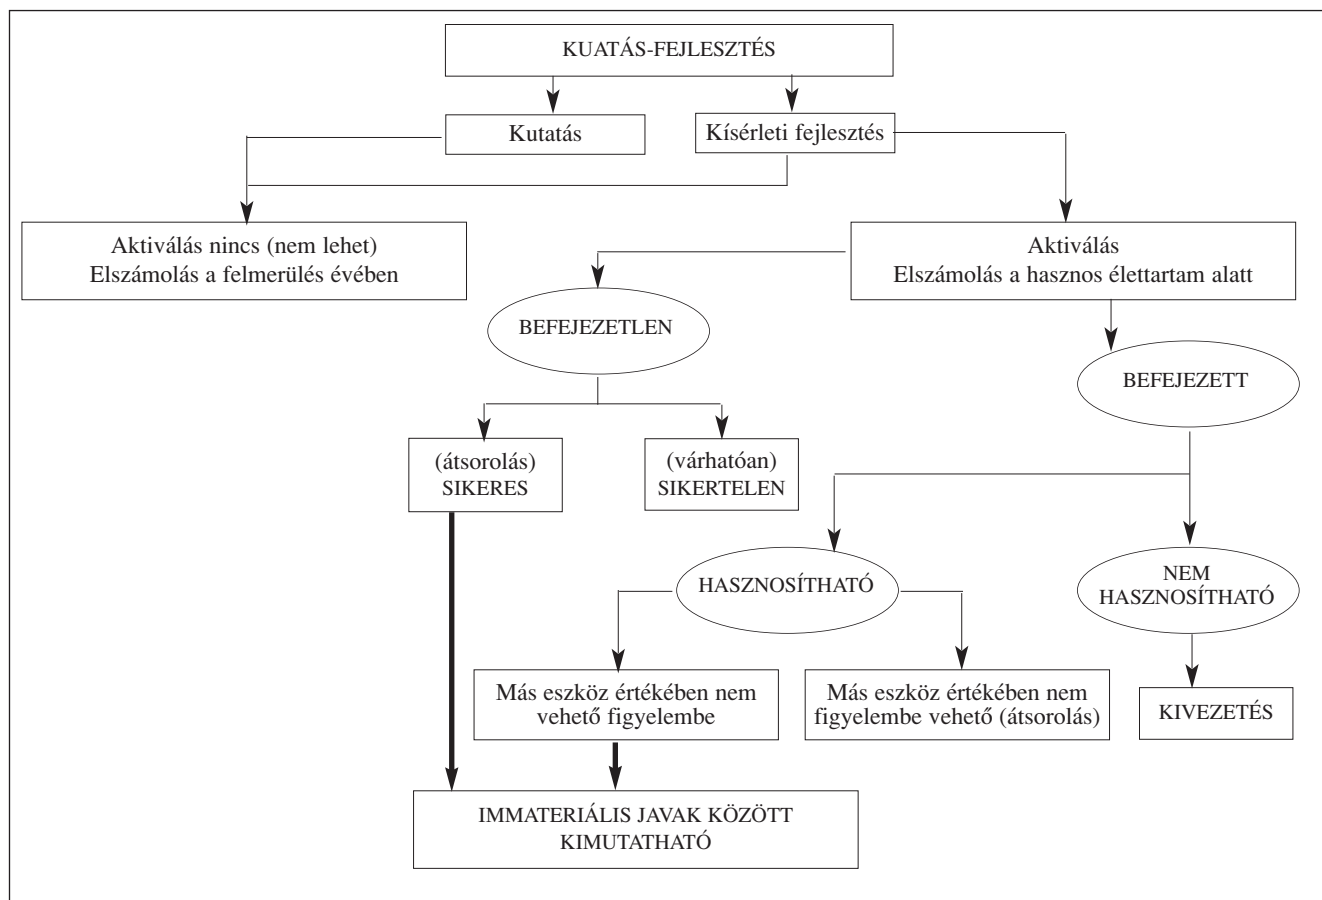 KUATÁS-FEJLESZTÉS
Kutatás
Kísérleti fejlesztés
Aktiválás nincs (nem lehet)
Elszámolás a felmerülés évében
Aktiválás
Elszámolás a hasznos élettartam alatt
BEFEJEZETLEN
BEFEJEZETT
(átsorolás)
SIKERES
(várhatóan)
SIKERTELEN
HASZNOSÍTHATÓ
NEM
HASZNOSÍTHATÓ
Más eszköz értékében nem
vehető figyelembe
Más eszköz értékében nem
figyelembe vehető (átsorolás)
KIVEZETÉS
IMMATERIÁLIS JAVAK KÖZÖTT
KIMUTATHATÓ